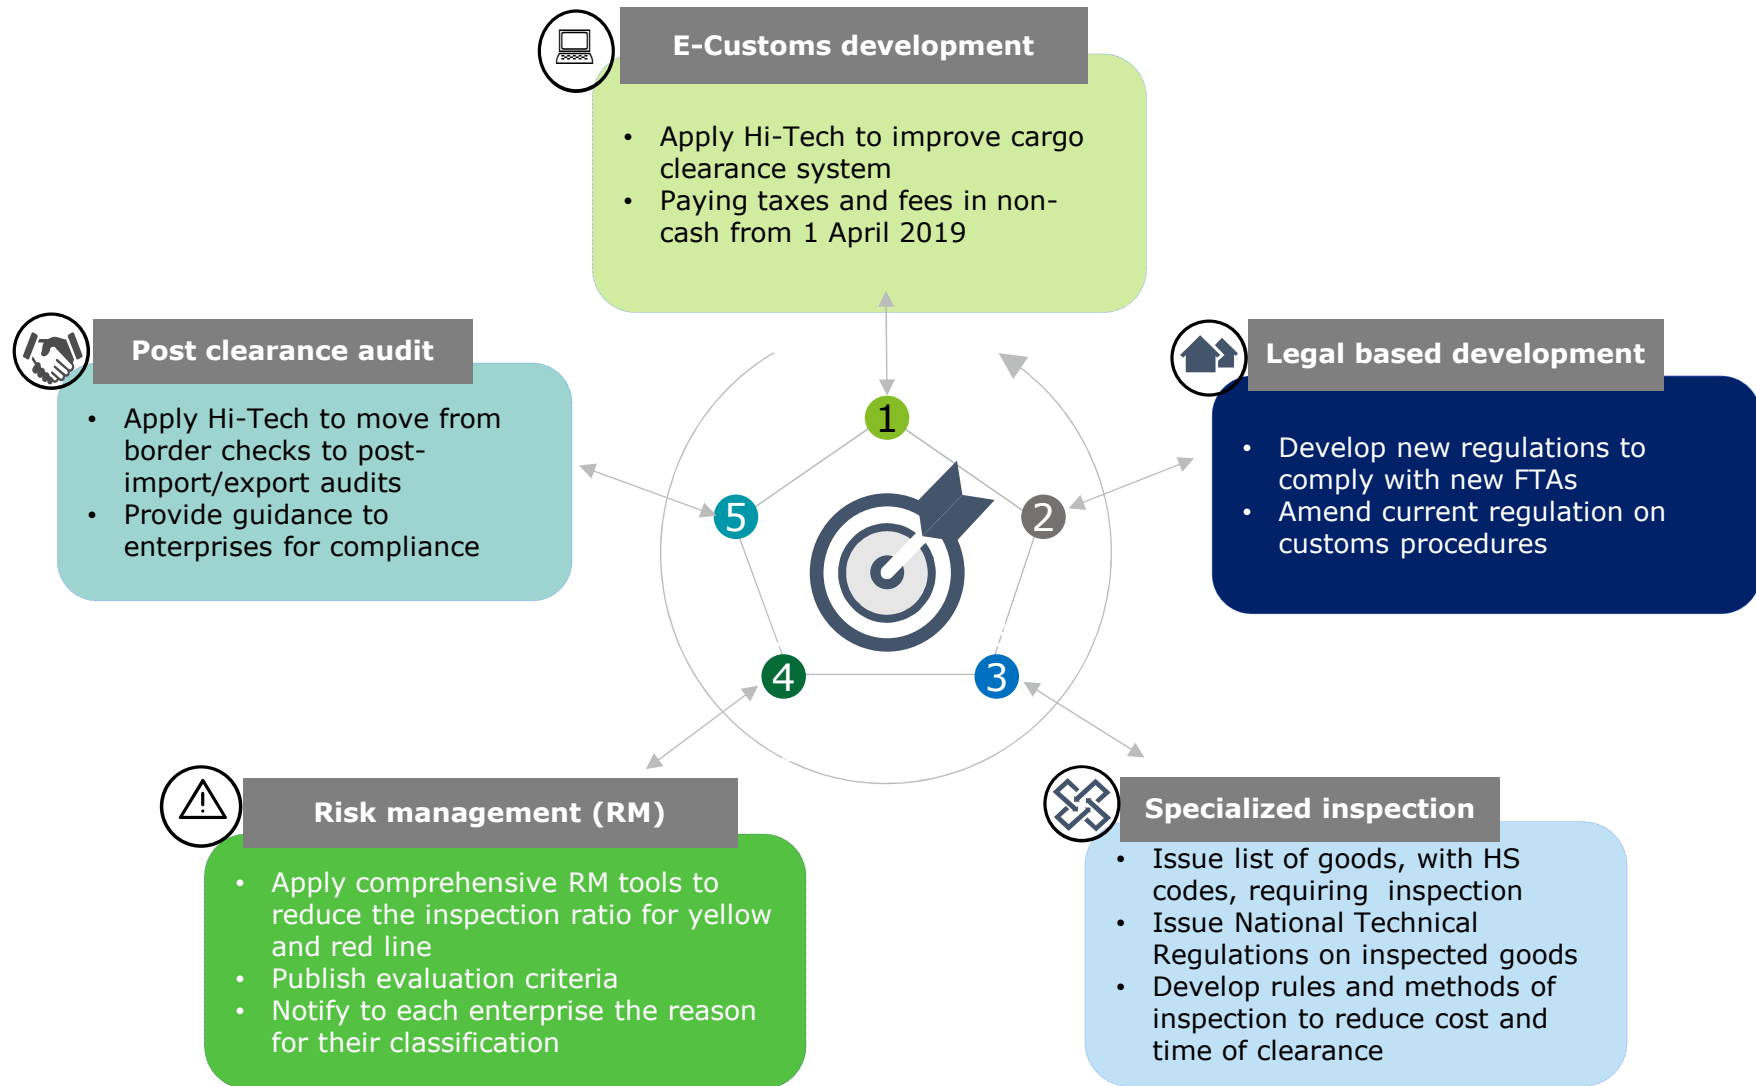 E-Customs development
• Apply Hi-Tech to improve cargo
clearance system
• Paying taxes and fees in non-
cash from 1 April 2019
Post clearance audit
• Apply Hi-Tech to move from
border checks to post-
import/export audits
• Provide guidance to
enterprises for compliance
Legal based development
• Develop new regulations to
comply with new FTAs
• Amend current regulation on
customs procedures
1
5
2
4
3
Risk management (RM)
• Apply comprehensive RM tools to
reduce the inspection ratio for yellow
and red line
• Publish evaluation criteria
• Notify to each enterprise the reason
for their classification
Specialized inspection
• Issue list of goods, with HS
codes, requiring  inspection
• Issue National Technical
Regulations on inspected goods
• Develop rules and methods of
inspection to reduce cost and
time of clearance